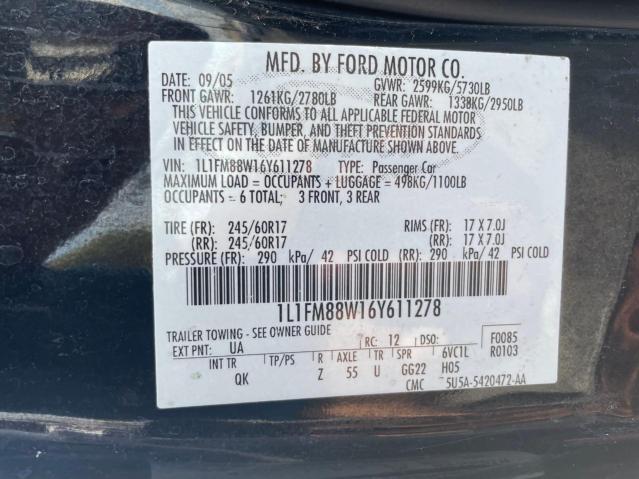 MFD. BY FORD MOTOR CO.
DATE: 09/05 GVWR: 2599KG/5730LB
FRONT GAWR: 1261KG/2780LB REAR GAWR: 1338KG/2950LB
THIS VEHICLE CONFORMS TO ALL APPLICABLE FEDERAL MOTOR
VEHICLE SAFETY, BUMPER, AND THEFT PREVENTION STANDARDS
IN EFFECT ON THE DATE OF MANUFACTURE SHOWN ABOVE.
VIN: 1L1FM88W16Y611278 TYPE: Passenger Car
MAXIMUM LOAD = OCCUPANTS + LUGGAGE = 498KG/1100LB
OCCUPANTS = 6 TOTAL; 3 FRONT, 3 REAR
TIRE (FR): 245/60R17 RIMS (FR): 17 X 7.0J
(RR): 245/60R17 (RR): 17 X 7.0J
PRESSURE (FR): 290 kPa/ 42 PSI COLD (RR): 290 kPa/ 42 PSI COLD
1L1FM88W16Y611278
TRAILER TOWING - SEE OWNER GUIDE F0085
EXT PNT: UA RC: 12 DSO: R0103
INT TR TP/PS R AXLE TR SPR 6VC1L
QK Z 55 U GG22 H05
CMC 5U5A-5420472-AA